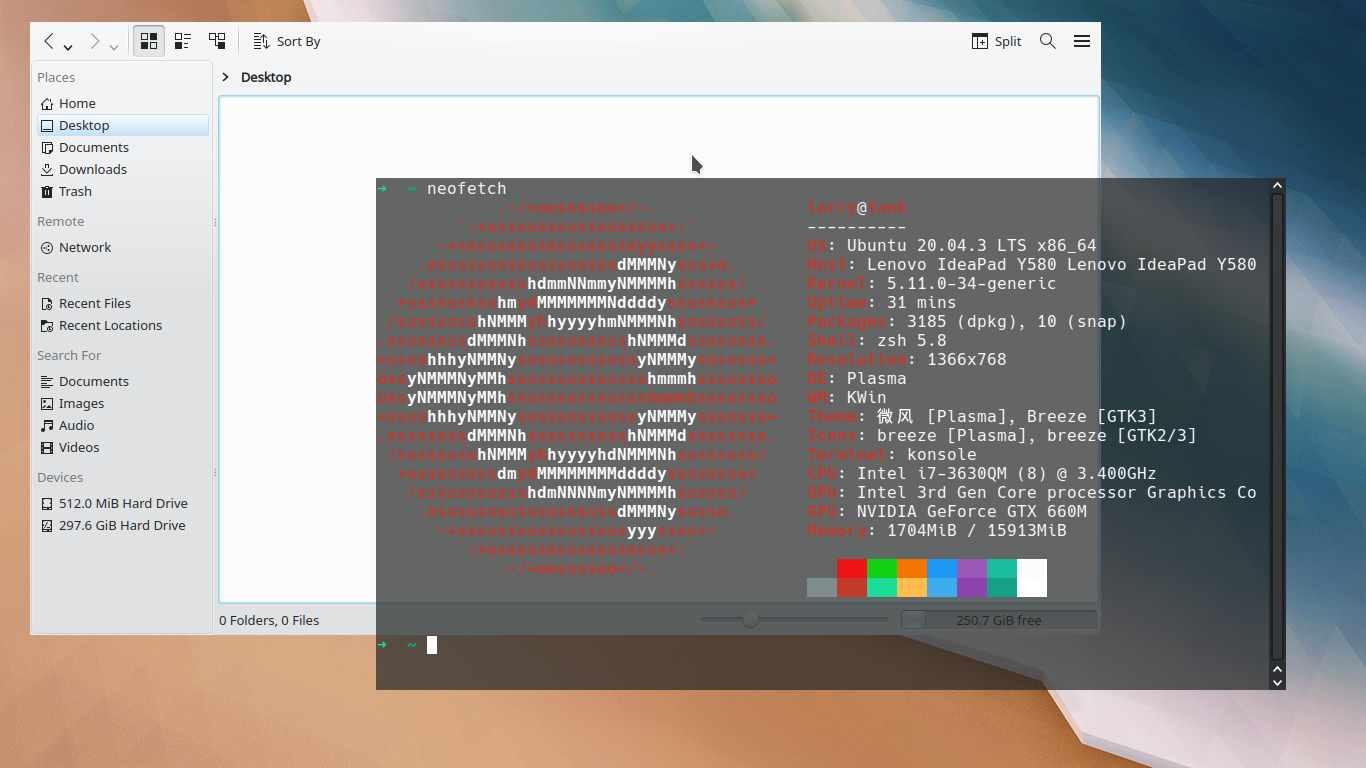 Sort By
Split
Places
Home
Desktop
Documents
Downloads
Trash
Remote
Network
Recent
Recent Files
Recent Locations
Search For
Documents
Images
Audio
Videos
Devices
512.0 MiB Hard Drive
297.6 GiB Hard Drive
> Desktop
0 Folders, 0 Files
250.7 GiB free
➜ ~ neofetch
.-/+oossssoo+/-.
`:+ssssssssssssssssss+:`
-+ssssssssssssssssssyyssss+-
.ossssssssssssssssssdMMMNysssso.
/ssssssssssshdmmNNmmyNMMMMhssssss/
+ssssssssshmydMMMMMMMNddddyssssssss+
/sssssssshNMMMyhhyyyyhmNMMMNhssssssss/
.ssssssssdMMMNhsssssssssshNMMMdssssssss.
+sssshhhyNMMNyssssssssssssyNMMMysssssss+
ossyNMMMNyMMhsssssssssssssshmmmhssssssso
ossyNMMMNyMMhsssssssssssssshmmmhssssssso
+sssshhhyNMMNyssssssssssssyNMMMysssssss+
.ssssssssdMMMNhsssssssssshNMMMdssssssss.
/sssssssshNMMMyhhyyyyhdNMMMNhssssssss/
+sssssssssdmydMMMMMMMMddddyssssssss+
/ssssssssssshdmNNNNmyNMMMMhssssss/
.ossssssssssssssssssdMMMNysssso.
-+sssssssssssssssssyyyssss+-
`:+ssssssssssssssssss+:`
.-/+oossssoo+/-.
larry@tank
----------
OS: Ubuntu 20.04.3 LTS x86_64
Host: Lenovo IdeaPad Y580 Lenovo IdeaPad Y580
Kernel: 5.11.0-34-generic
Uptime: 31 mins
Packages: 3185 (dpkg), 10 (snap)
Shell: zsh 5.8
Resolution: 1366x768
DE: Plasma
WM: KWin
Theme: 微风 [Plasma], Breeze [GTK3]
Icons: breeze [Plasma], breeze [GTK2/3]
Terminal: konsole
CPU: Intel i7-3630QM (8) @ 3.400GHz
GPU: Intel 3rd Gen Core processor Graphics Co
GPU: NVIDIA GeForce GTX 660M
Memory: 1704MiB / 15913MiB
➜ ~